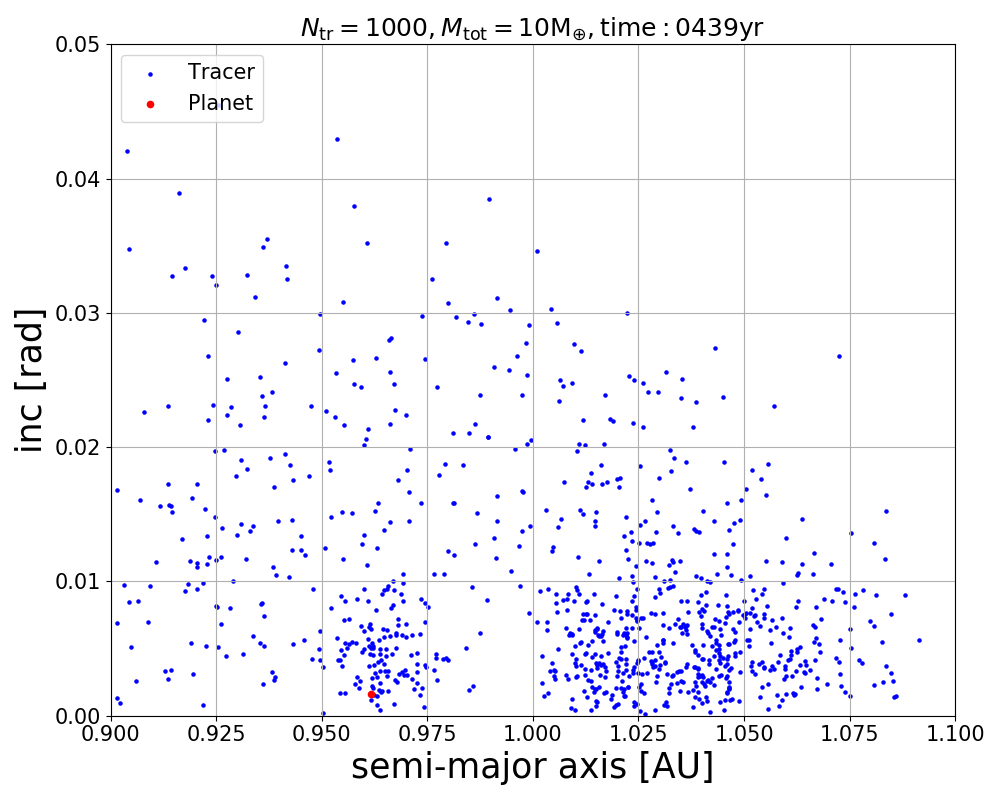 N_tr = 1000, M_tot = 10M_⊕, time : 0439yr
Tracer
Planet
0.05
0.04
0.03
0.02
0.01
0.00
inc [rad]
0.900 0.925 0.950 0.975 1.000 1.025 1.050 1.075 1.100
semi-major axis [AU]